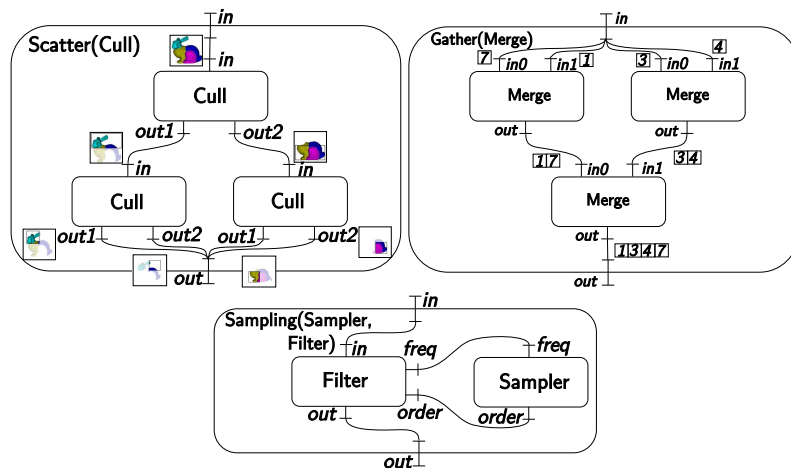 in
Scatter(Cull)
in
Cull
out1
out2
in
in
Cull
Cull
out1
out2
out1
out2
out
in
Gather(Merge)
7
in0
in1
1
3
in0
in1
4
Merge
Merge
out
out
1 7
in0
in1
3 4
Merge
out
1 3 4 7
out
in
Sampling(Sampler,
Filter)
in
freq
freq
Filter
Sampler
out
order
order
out